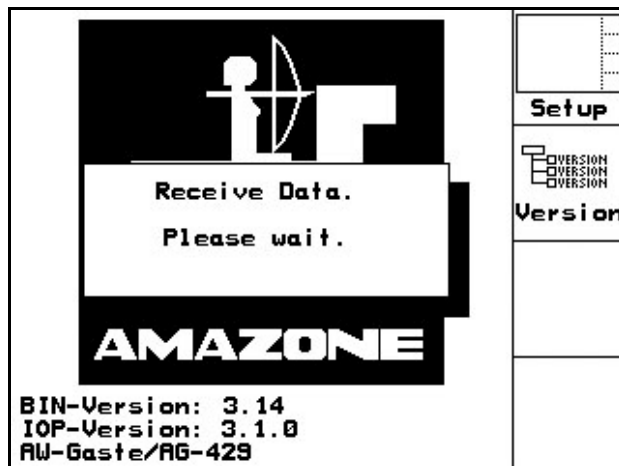 Receive Data.
Please wait.
AMAZONE
BIN-Version: 3.14
IOP-Version: 3.1.0
AW-Gaste/AG-429
Setup
VERSION
VERSION
VERSION
Version